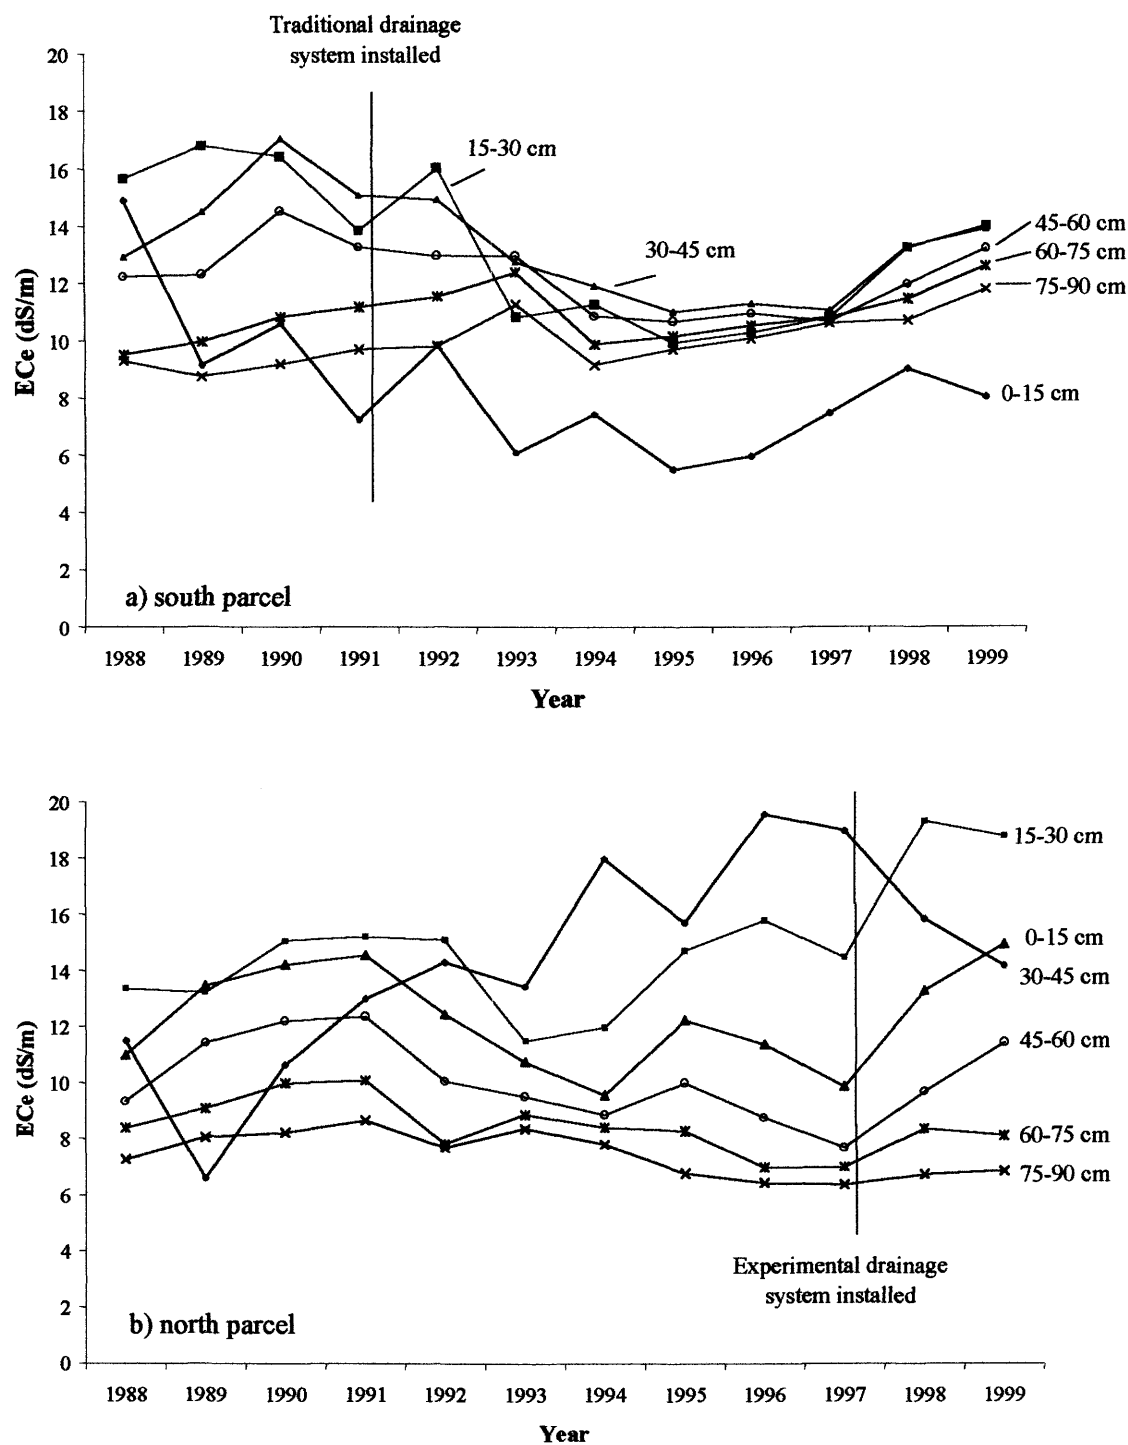 Traditional drainage
system installed
20
18
16
14
12
10
8
6
4
2
0
ECe (dS/m)
15-30 cm
30-45 cm
45-60 cm
60-75 cm
75-90 cm
0-15 cm
a) south parcel
1988 1989 1990 1991 1992 1993 1994 1995 1996 1997 1998 1999
Year
20
18
16
14
12
10
8
6
4
2
0
ECe (dS/m)
15-30 cm
0-15 cm
30-45 cm
45-60 cm
60-75 cm
75-90 cm
Experimental drainage
system installed
b) north parcel
1988 1989 1990 1991 1992 1993 1994 1995 1996 1997 1998 1999
Year